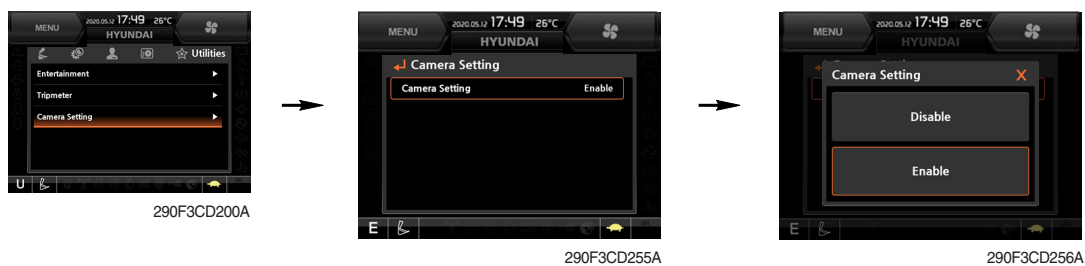 MENU
2020.05.12 17:49 26°C
HYUNDAI
Utilities
Entertainment
Tripmeter
Camera Setting
U
290F3CD200A
MENU
2020.05.12 17:49 26°C
HYUNDAI
Camera Setting
Camera Setting Enable
E
290F3CD255A
MENU
2020.05.12 17:49 26°C
HYUNDAI
Camera Setting X
Disable
Enable
E
290F3CD256A